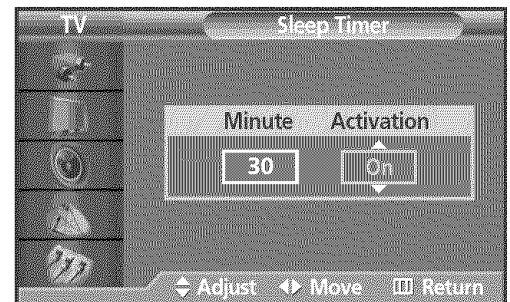 TV
Sleep Timer
Minute Activation
30 On
Adjust Move Return